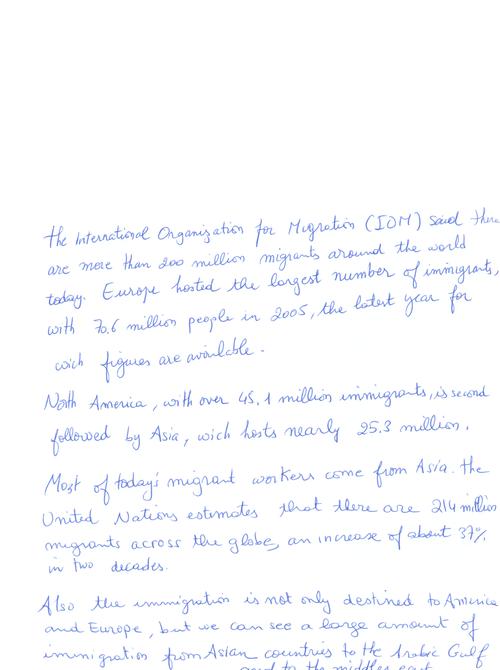 the International Organization for Migration (IOM) said there
are more than 200 million migrants around the world
today. Europe hosted the largest number of immigrants,
with 70.6 million people in 2005, the latest year for
wich figures are available.
North America, with over 45,1 million immigrants, is second
followed by Asia, wich hosts nearly 25.3 million.
Most of today's migrant workers come from Asia. the
United Nations estimates that there are 214 million
migrants across the globe, an increase of about 37%
in two decades.
Also the immigration is not only destined to America
and Europe, but we can see a large amount of
immigration from Asian countries to the Arabic Gulf
and to the middles east